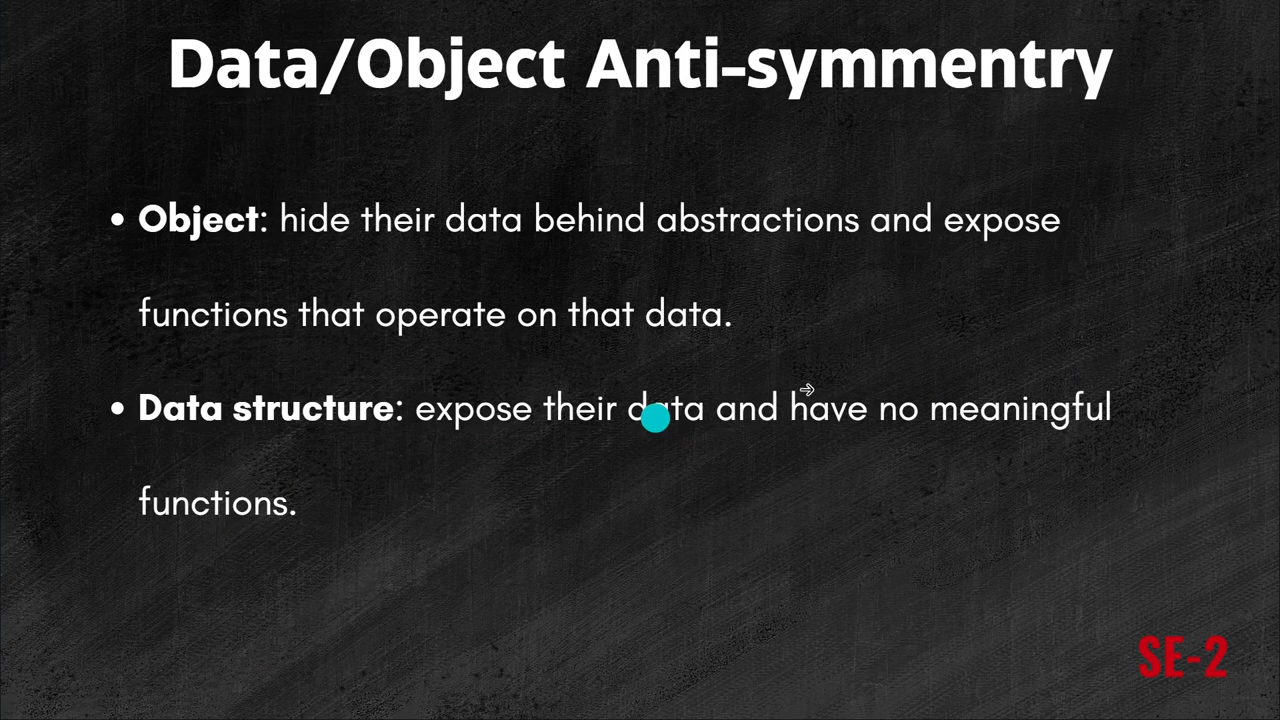 Data/Object Anti-symmentry
• Object: hide their data behind abstractions and expose
functions that operate on that data.
• Data structure: expose their data and have no meaningful
functions.
SE-2